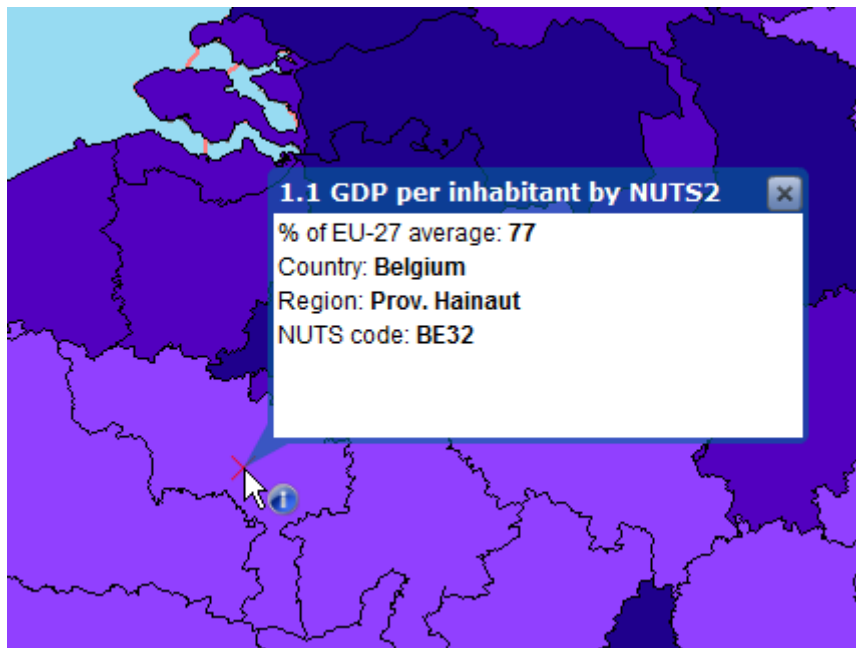 1.1 GDP per inhabitant by NUTS2
% of EU-27 average: 77
Country: Belgium
Region: Prov. Hainaut
NUTS code: BE32